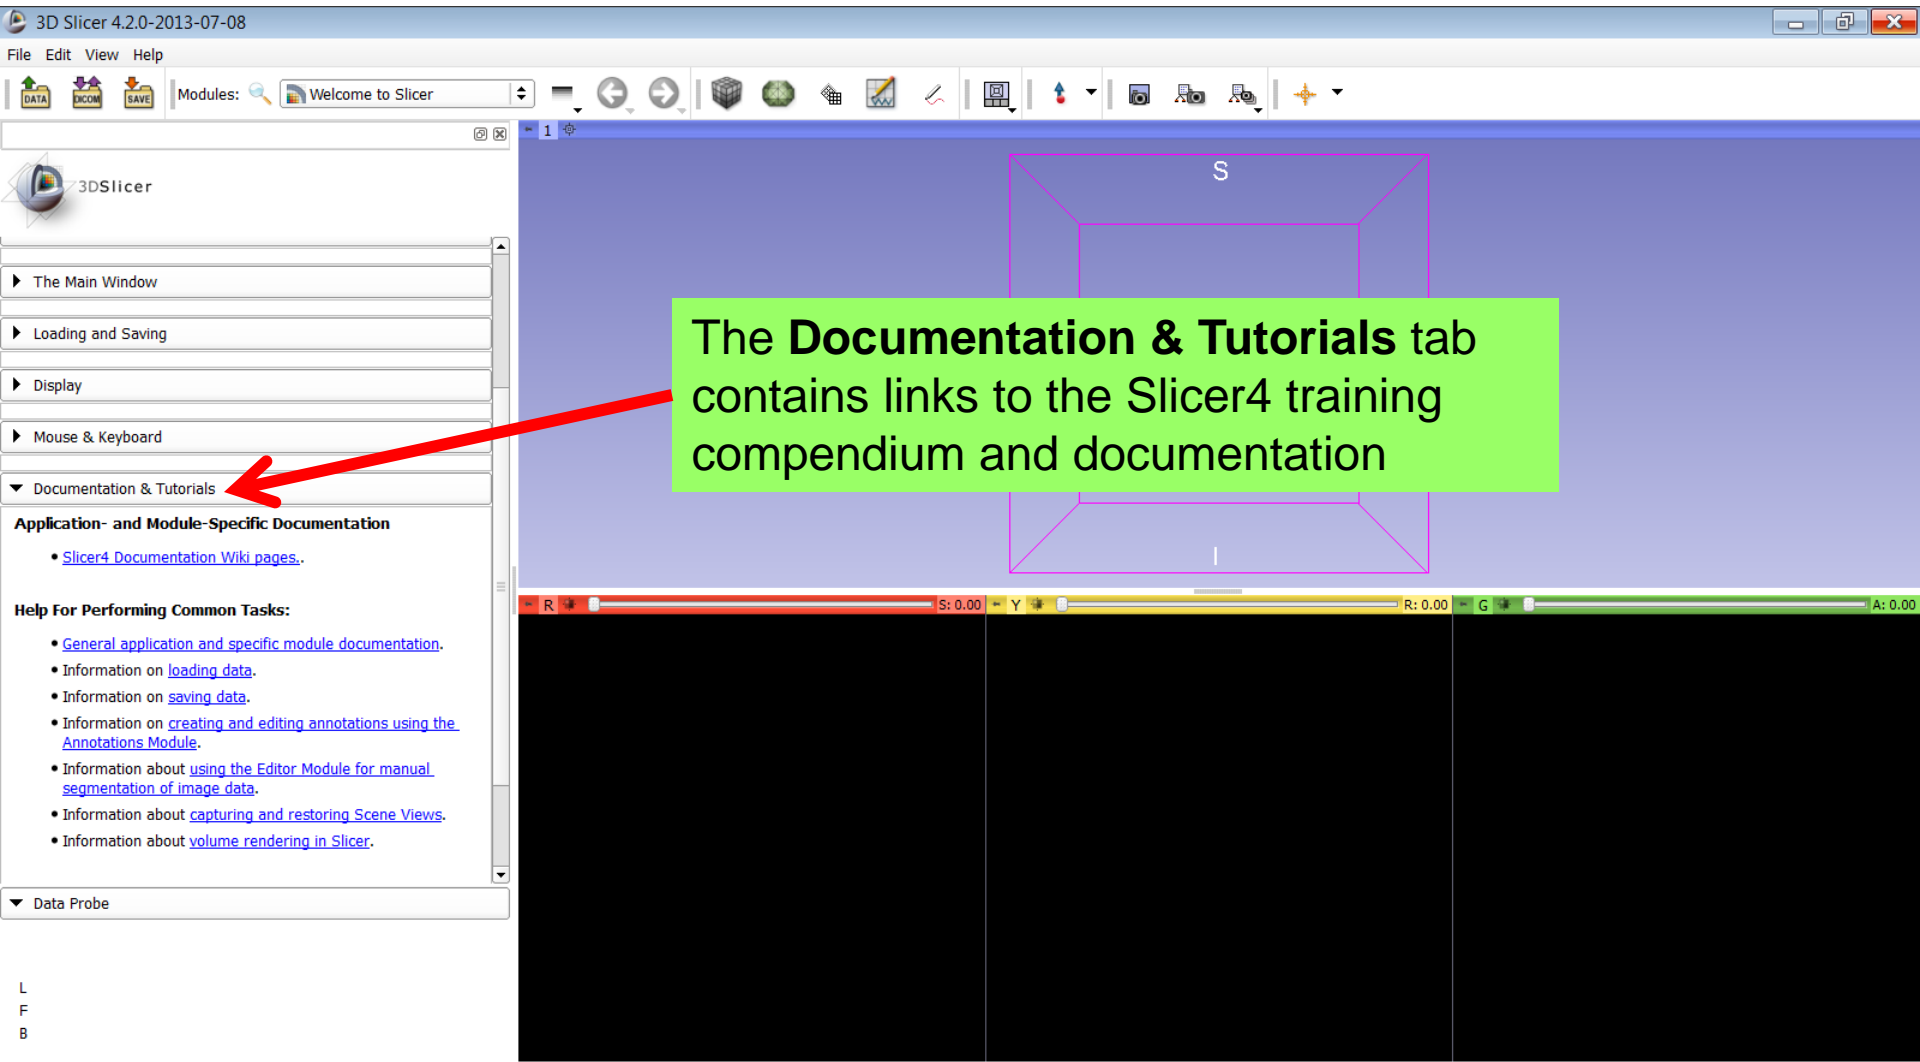 3D Slicer 4.2.0-2013-07-08
File Edit View Help
DATA DICOM SAVE Modules: Welcome to Slicer
1
3DSlicer
S
The Main Window
Loading and Saving
Display
Mouse & Keyboard
Documentation & Tutorials
The Documentation & Tutorials tab
contains links to the Slicer4 training
compendium and documentation
Application- and Module-Specific Documentation
• Slicer4 Documentation Wiki pages..
I
Help For Performing Common Tasks:
R S: 0.00 Y R: 0.00 G A: 0.00
• General application and specific module documentation.
• Information on loading data.
• Information on saving data.
• Information on creating and editing annotations using the
Annotations Module.
• Information about using the Editor Module for manual
segmentation of image data.
• Information about capturing and restoring Scene Views.
• Information about volume rendering in Slicer.
Data Probe
L
F
B